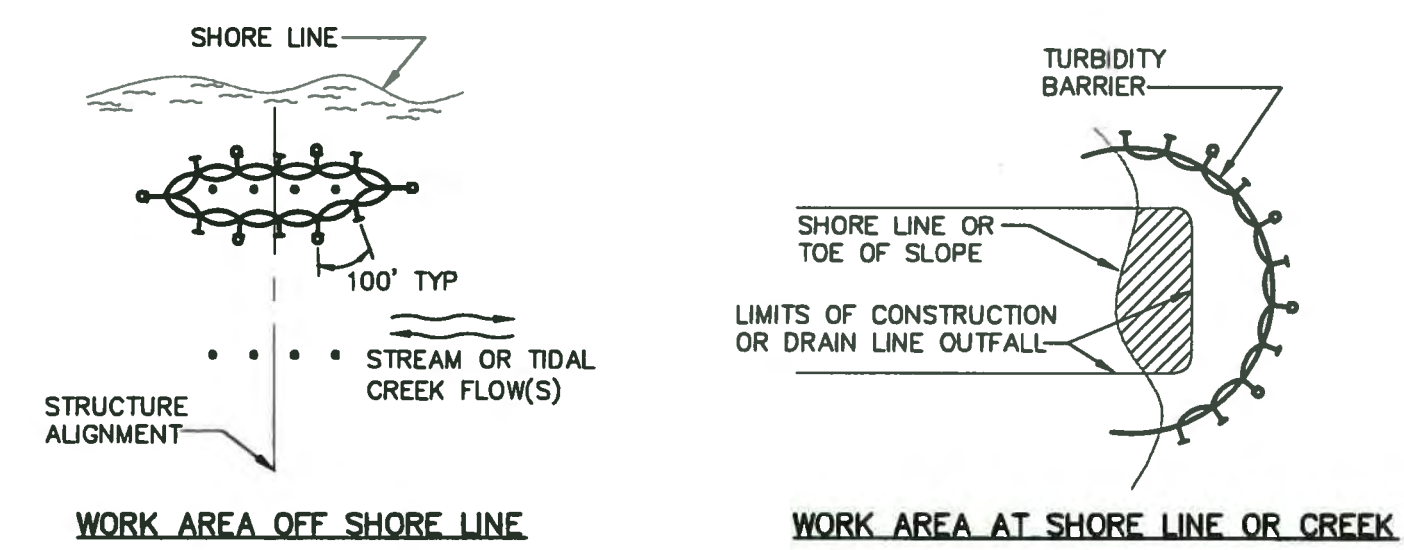 SHORE LINE
100' TYP
STREAM OR TIDAL
CREEK FLOW(S)
STRUCTURE
ALIGNMENT
WORK AREA OFF SHORE LINE
TURBIDITY
BARRIER
SHORE LINE OR
TOE OF SLOPE
LIMITS OF CONSTRUCTION
OR DRAIN LINE OUTFALL
WORK AREA AT SHORE LINE OR CREEK